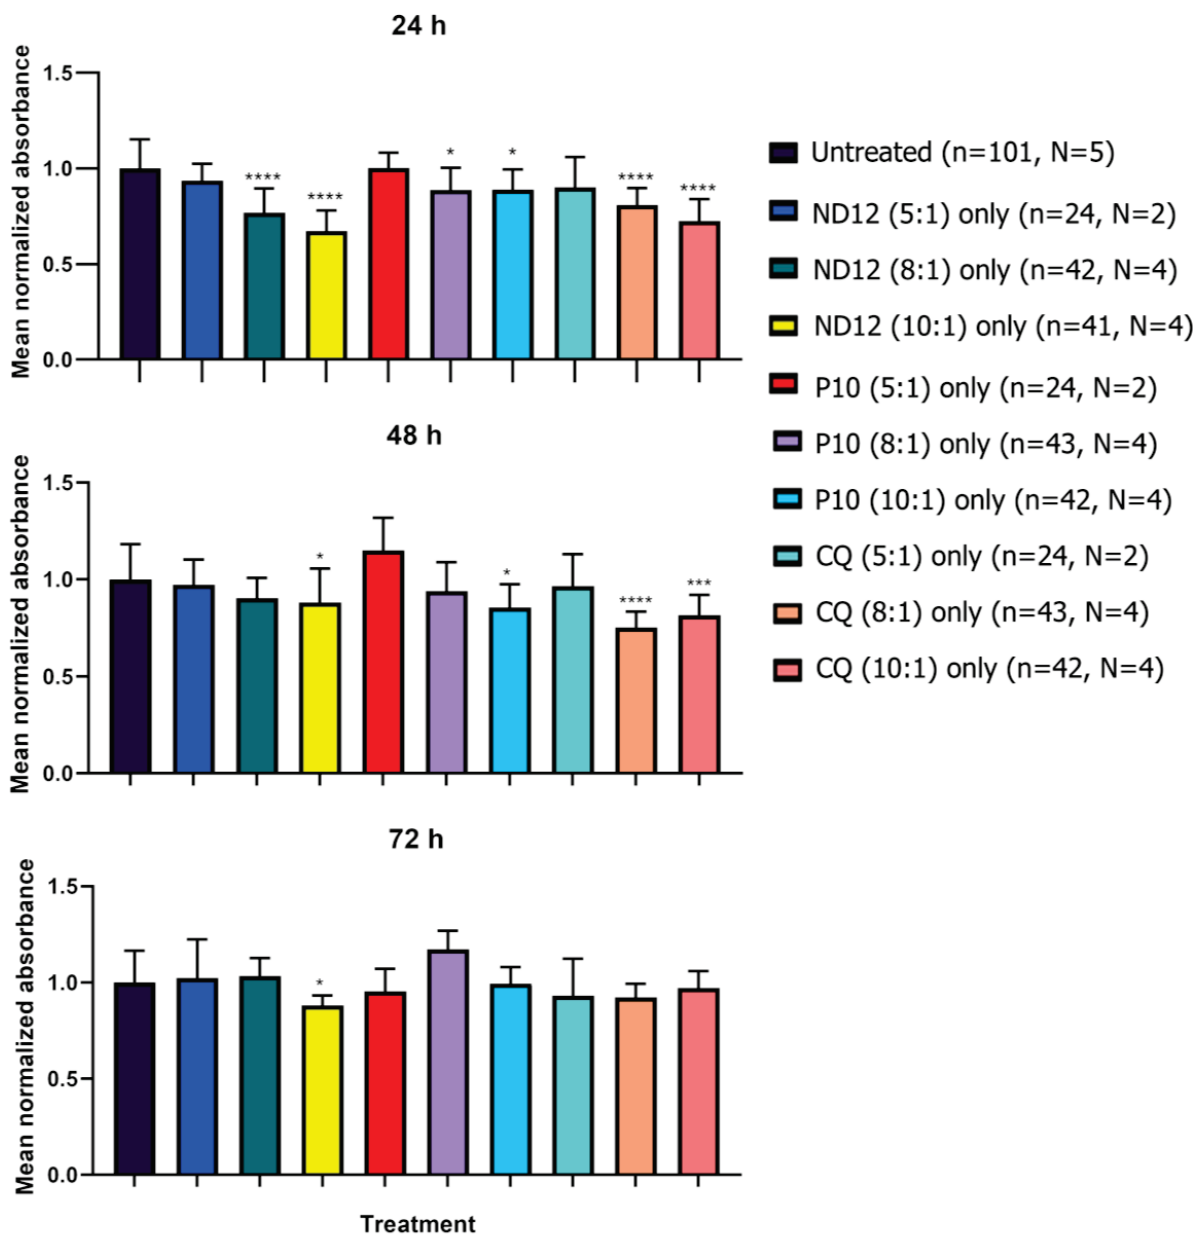 24 h
Mean normalized absorbance
1.5
1.0
0.5
0.0
****
****
*
*
****
****
48 h
Mean normalized absorbance
1.5
1.0
0.5
0.0
*
*
****
***
72 h
Mean normalized absorbance
1.5
1.0
0.5
0.0
*
Treatment
Untreated (n=101, N=5)
ND12 (5:1) only (n=24, N=2)
ND12 (8:1) only (n=42, N=4)
ND12 (10:1) only (n=41, N=4)
P10 (5:1) only (n=24, N=2)
P10 (8:1) only (n=43, N=4)
P10 (10:1) only (n=42, N=4)
CQ (5:1) only (n=24, N=2)
CQ (8:1) only (n=43, N=4)
CQ (10:1) only (n=42, N=4)